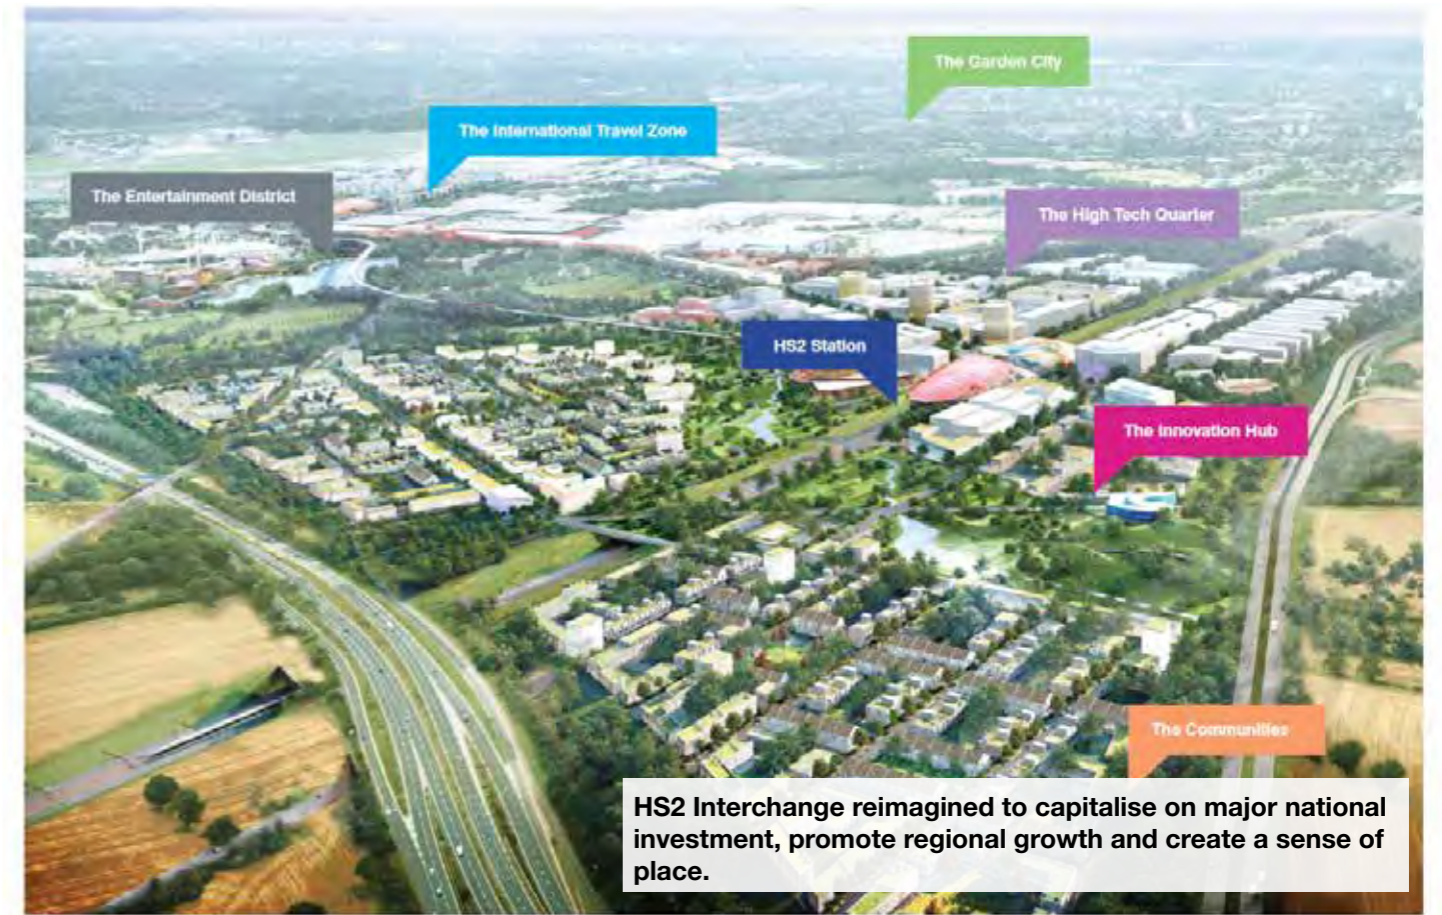 The Garden City
The International Travel Zone
The Entertainment District
The High Tech Quarter
HS2 Station
The Innovation Hub
The Communities
HS2 Interchange reimagined to capitalise on major national
investment, promote regional growth and create a sense of
place.